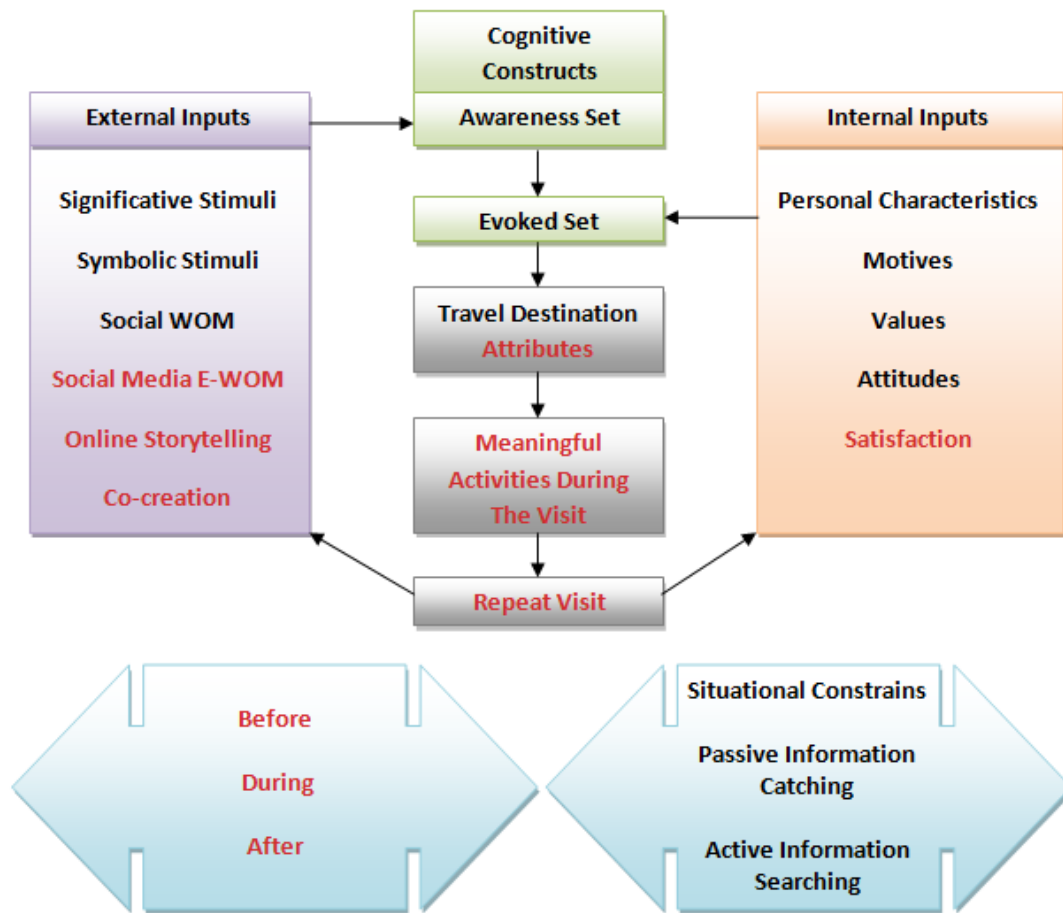 Cognitive
Constructs
Awareness Set
External Inputs
Significative Stimuli
Symbolic Stimuli
Social WOM
Social Media E-WOM
Online Storytelling
Co-creation
Evoked Set
Travel Destination
Attributes
Meaningful
Activities During
The Visit
Repeat Visit
Internal Inputs
Personal Characteristics
Motives
Values
Attitudes
Satisfaction
Before
During
After
Situational Constrains
Passive Information
Catching
Active Information
Searching